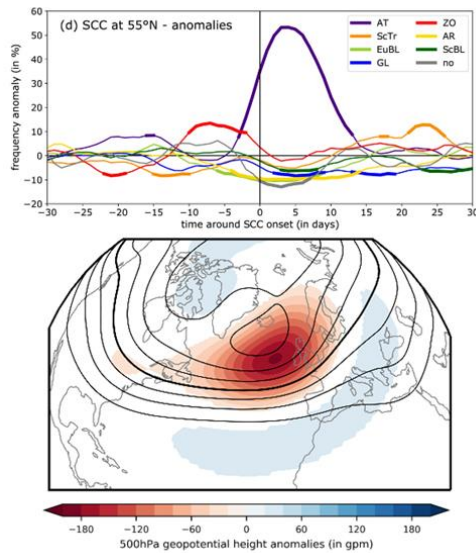 (d) SCC at 55°N - anomalies
frequency anomaly (in %)
60
50
40
30
20
10
0
−10
−20
AT
ScTr
EuBL
GL
ZO
AR
ScBL
no
−30 −25 −20 −15 −10 −5 0 5 10 15 20 25 30
time around SCC onset (in days)
−180 −120 −60 0 60 120 180
500hPa geopotential height anomalies (in gpm)